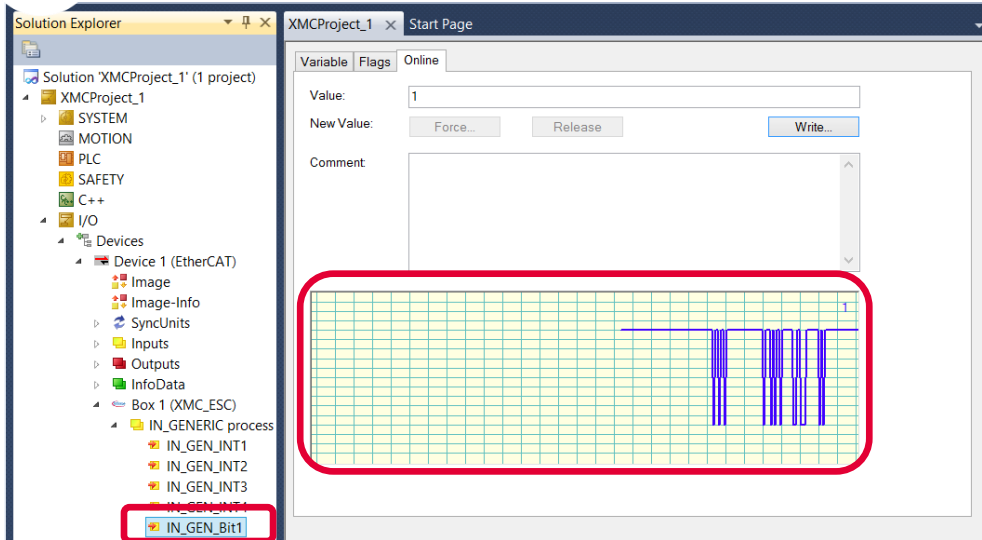 Solution Explorer
XMCProject_1
Start Page
Solution 'XMCProject_1' (1 project)
XMCProject_1
SYSTEM
MOTION
PLC
SAFETY
C++
I/O
Devices
Device 1 (EtherCAT)
Image
Image-Info
SyncUnits
Inputs
Outputs
InfoData
Box 1 (XMC_ESC)
IN_GENERIC process
IN_GEN_INT1
IN_GEN_INT2
IN_GEN_INT3
IN_GEN_INT4
IN_GEN_Bit1
Variable Flags Online
Value: 1
New Value: Force... Release Write...
Comment:
1